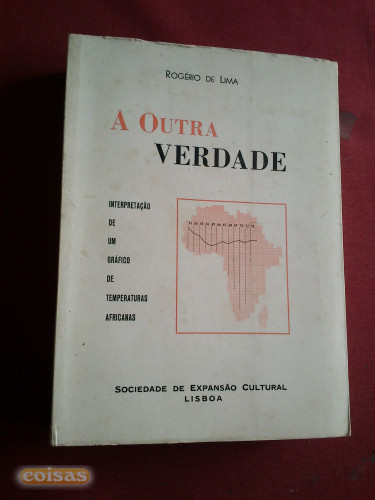 ROGÉRIO DE LIMA
A OUTRA
VERDADE
INTERPRETAÇÃO
DE
UM
GRÁFICO
DE
TEMPERATURAS
AFRICANAS
SOCIEDADE DE EXPANSÃO CULTURAL
LISBOA
coisas